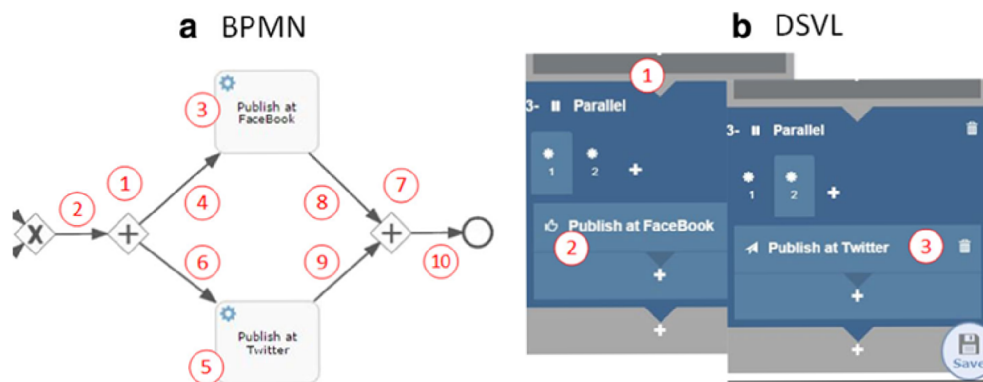 a BPMN
Publish at
FaceBook
3
1
2
4
7
8
X
6
9
10
Publish at
Twitter
5
b DSVL
1
3- Parallel
1 2 +
Publish at FaceBook
2
+
+
3- Parallel
1 2 +
Publish at Twitter
3
+
+
Save